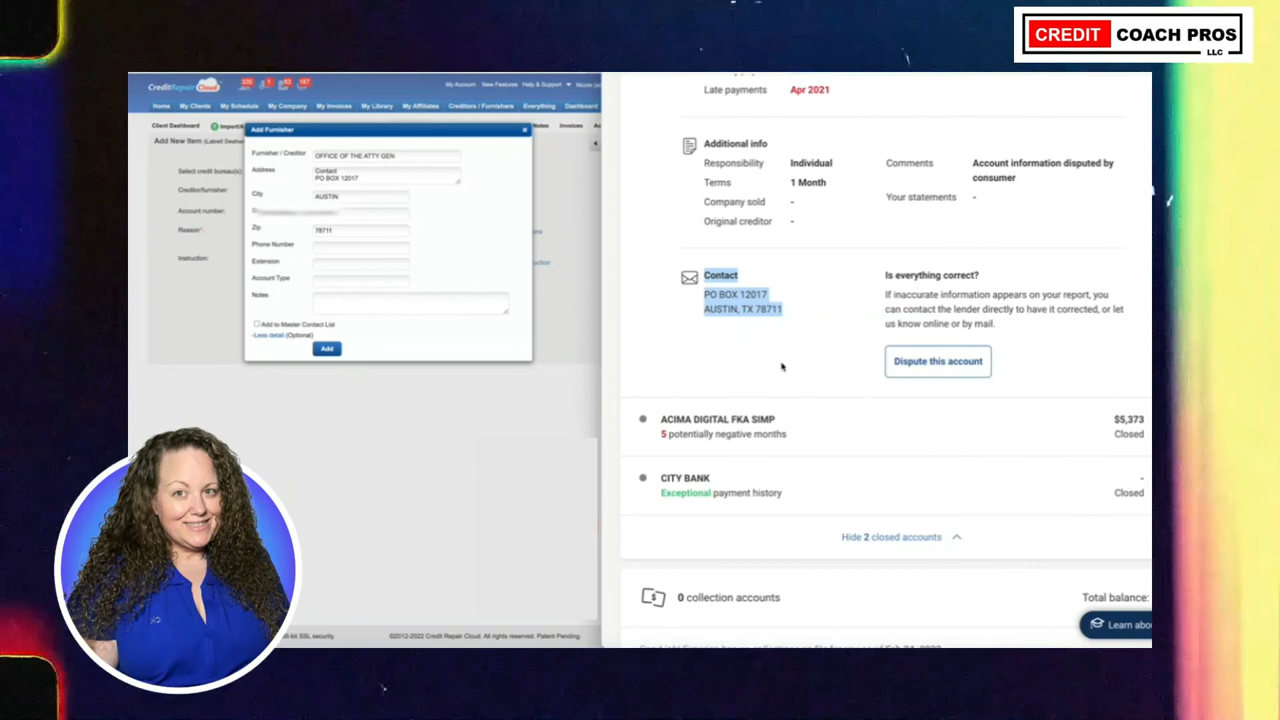 CREDIT COACH PROS
LLC
CreditRepair Cloud
My Account New Features Help & Support
Home My Clients My Schedule My Company My Invoices My Library My Affiliates Creditors / Furnishers Everything Dashboard
Client Dashboard
Notes Invoices
Add New Item
Select credit bureau(s):
Creditor/furnisher:
Account number:
Reason*:
Instruction:
Add Furnisher
Furnisher / Creditor OFFICE OF THE ATTY GEN
Address Contact
PO BOX 12017
City AUSTIN
Zip 78711
Phone Number
Extension
Account Type
Notes
Add to Master Contact List
-Less detail (Optional)
Add
-bit SSL security. ©2012-2022 Credit Repair Cloud. All rights reserved. Patent Pending.
Late payments Apr 2021
Additional info
Responsibility Individual
Terms 1 Month
Company sold -
Original creditor -
Comments Account information disputed by
consumer
Your statements -
Contact
PO BOX 12017
AUSTIN, TX 78711
Is everything correct?
If inaccurate information appears on your report, you
can contact the lender directly to have it corrected, or let
us know online or by mail.
Dispute this account
ACIMA DIGITAL FKA SIMP $5,373
5 potentially negative months Closed
CITY BANK -
Exceptional payment history Closed
Hide 2 closed accounts
0 collection accounts Total balance:
Learn abo